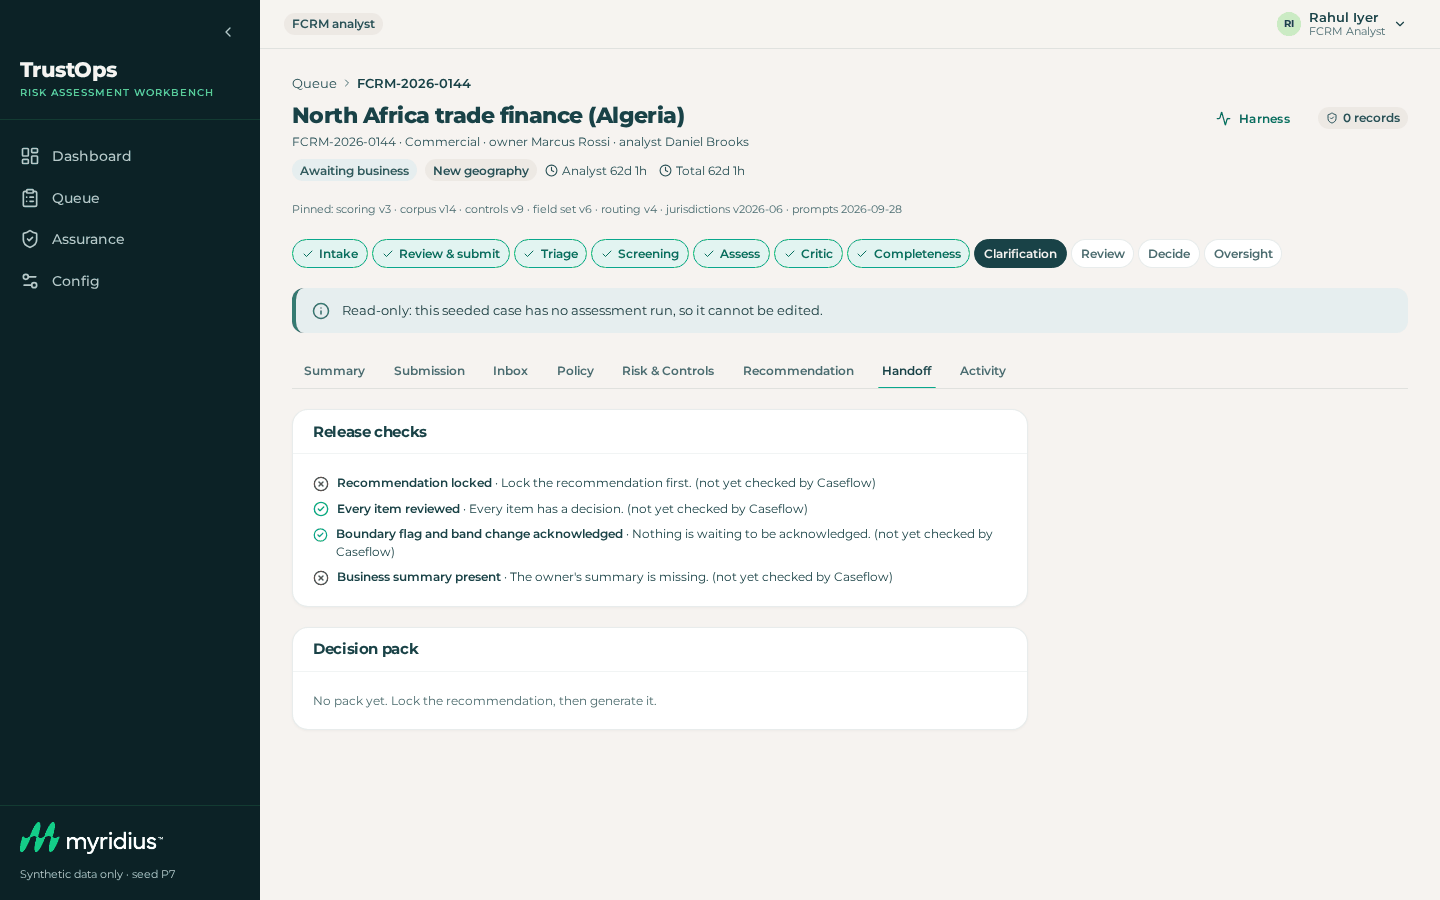 TrustOps
RISK ASSESSMENT WORKBENCH
Dashboard
Queue
Assurance
Config
myridius™
Synthetic data only · seed P7
FCRM analyst
RI
Rahul Iyer
FCRM Analyst
Queue
FCRM-2026-0144
North Africa trade finance (Algeria)
FCRM-2026-0144 · Commercial · owner Marcus Rossi · analyst Daniel Brooks
Harness
0 records
Awaiting business
New geography
Analyst 62d 1h
Total 62d 1h
Pinned: scoring v3 · corpus v14 · controls v9 · field set v6 · routing v4 · jurisdictions v2026-06 · prompts 2026-09-28
Intake
Review & submit
Triage
Screening
Assess
Critic
Completeness
Clarification
Review
Decide
Oversight
Read-only: this seeded case has no assessment run, so it cannot be edited.
Summary
Submission
Inbox
Policy
Risk & Controls
Recommendation
Handoff
Activity
Release checks
Recommendation locked · Lock the recommendation first. (not yet checked by Caseflow)
Every item reviewed · Every item has a decision. (not yet checked by Caseflow)
Boundary flag and band change acknowledged · Nothing is waiting to be acknowledged. (not yet checked by
Caseflow)
Business summary present · The owner's summary is missing. (not yet checked by Caseflow)
Decision pack
No pack yet. Lock the recommendation, then generate it.